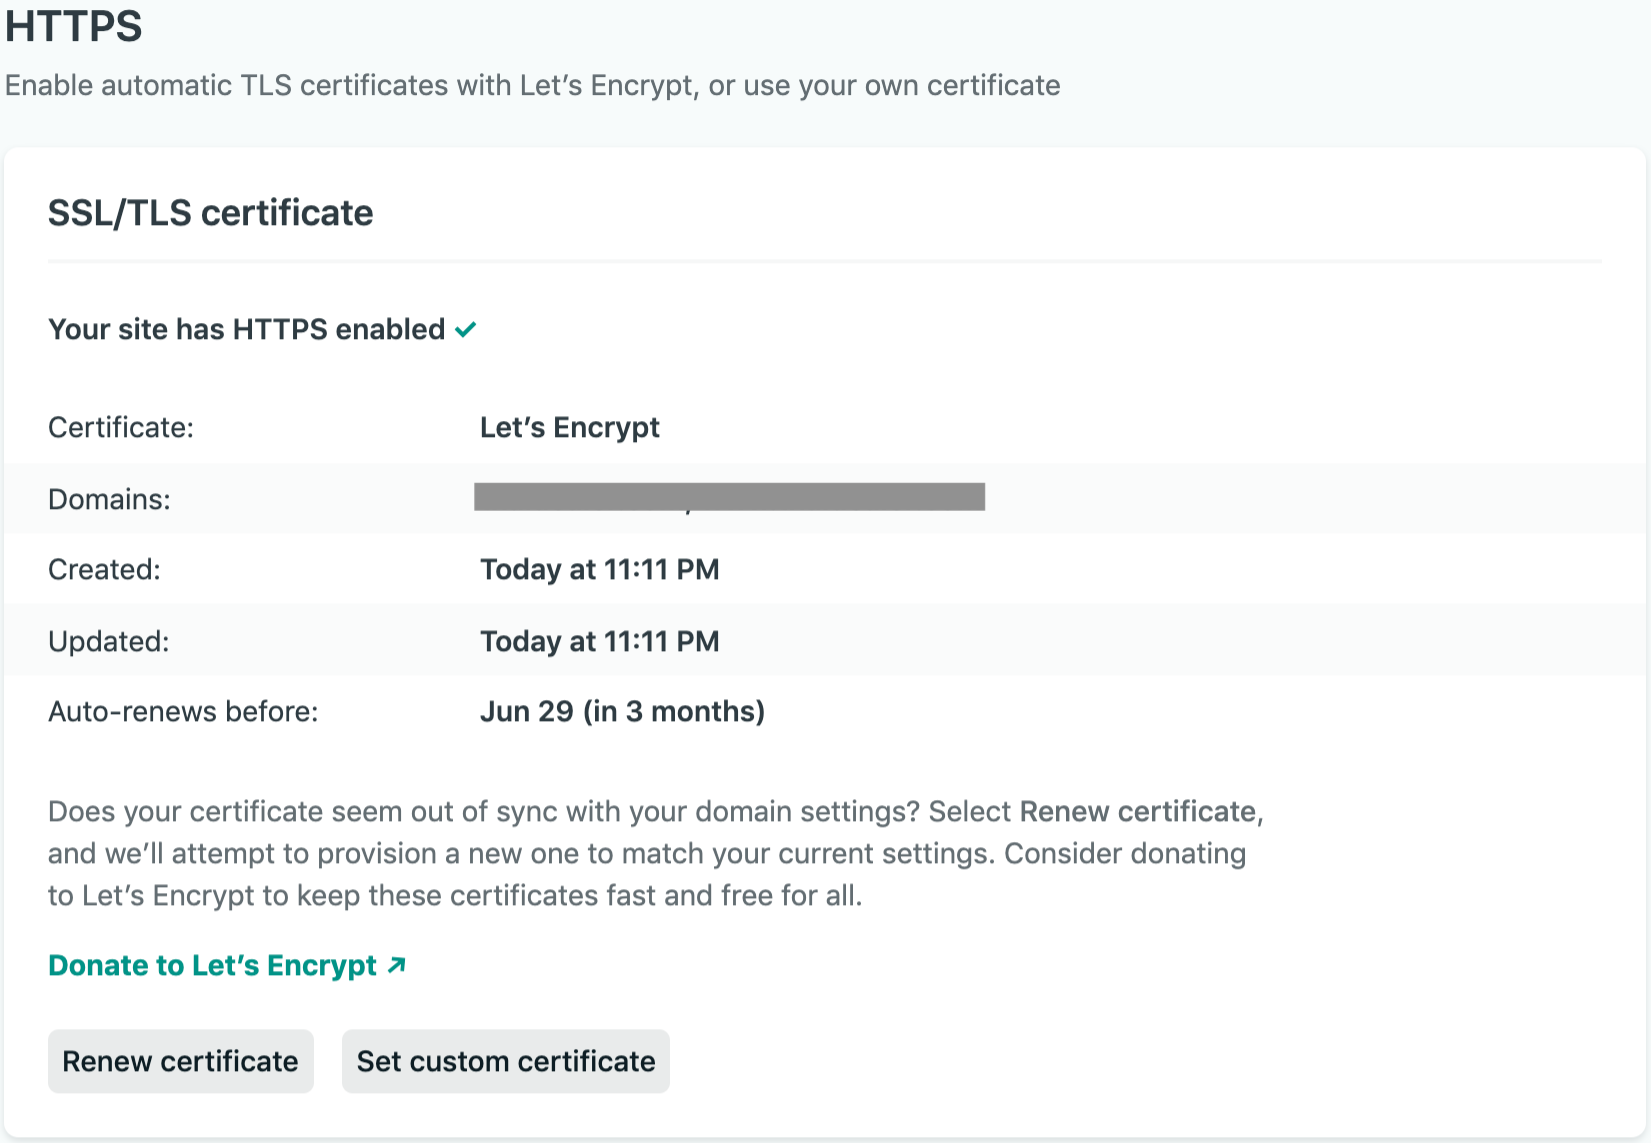 HTTPS
Enable automatic TLS certificates with Let’s Encrypt, or use your own certificate
SSL/TLS certificate
Your site has HTTPS enabled
Certificate: Let’s Encrypt
Domains:
Created: Today at 11:11 PM
Updated: Today at 11:11 PM
Auto-renews before: Jun 29 (in 3 months)
Does your certificate seem out of sync with your domain settings? Select Renew certificate,
and we’ll attempt to provision a new one to match your current settings. Consider donating
to Let’s Encrypt to keep these certificates fast and free for all.
Donate to Let’s Encrypt
Renew certificate Set custom certificate